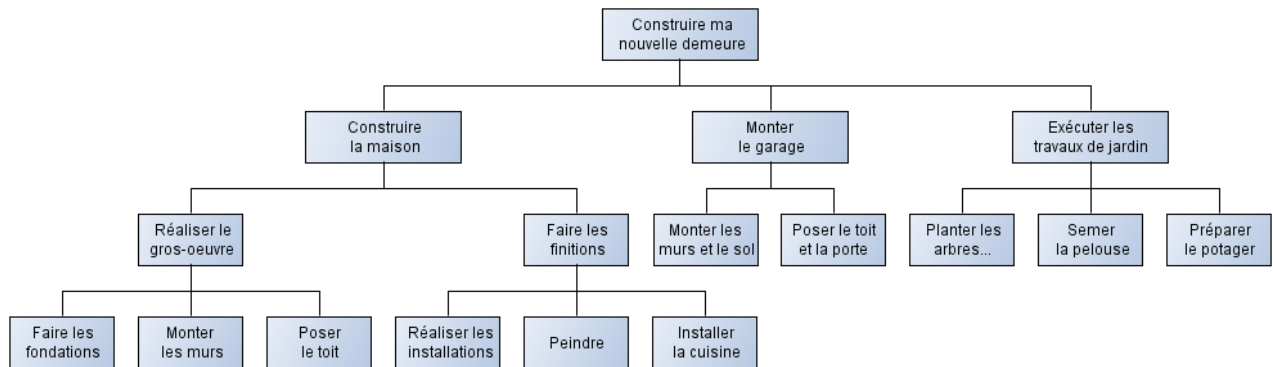 Construire ma
nouvelle demeure
Construire
la maison
Monter
le garage
Exécuter les
travaux de jardin
Réaliser le
gros-oeuvre
Faire les
finitions
Monter les
murs et le sol
Poser le toit
et la porte
Planter les
arbres...
Semer
la pelouse
Préparer
le potager
Faire les
fondations
Monter
les murs
Poser
le toit
Réaliser les
installations
Peindre
Installer
la cuisine